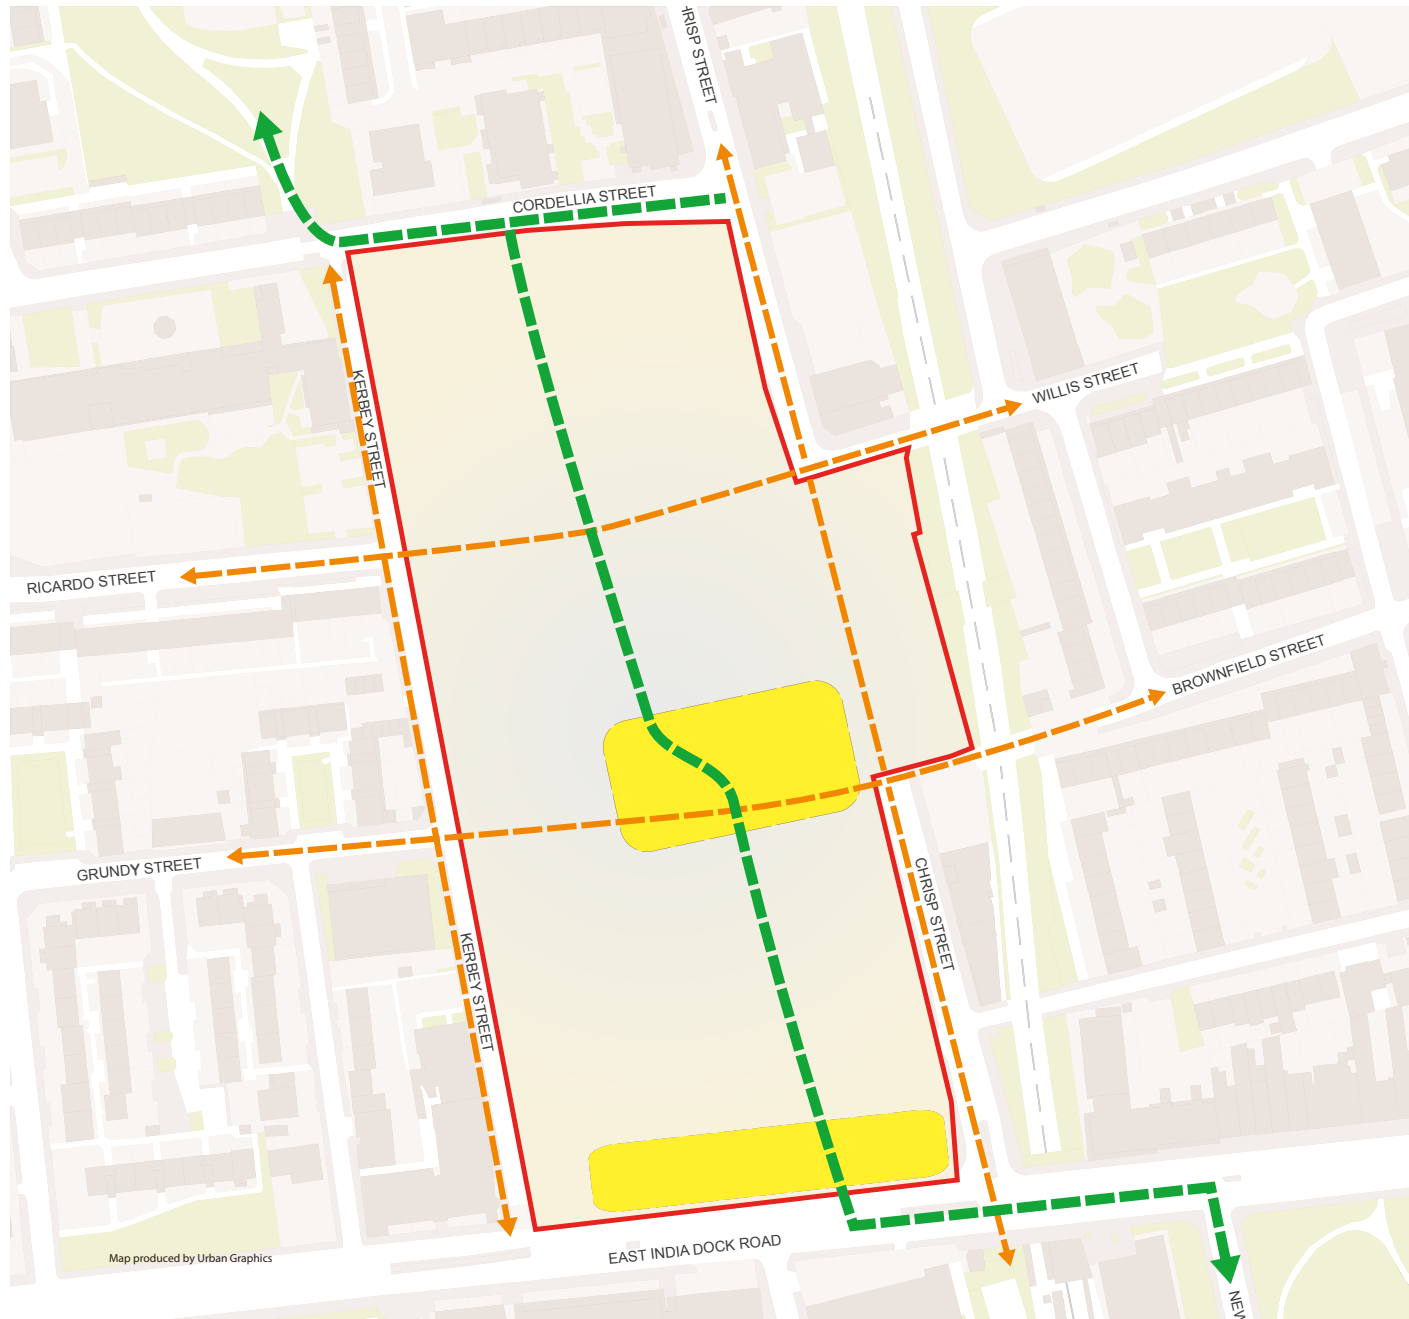 HRISP STREET
CORDELLIA STREET
KERBEY STREET
WILLIS STREET
RICARDO STREET
BROWNFIELD STREET
GRUNDY STREET
CHRISP STREET
KERBEY STREET
EAST INDIA DOCK ROAD
Map produced by Urban Graphics
NEW